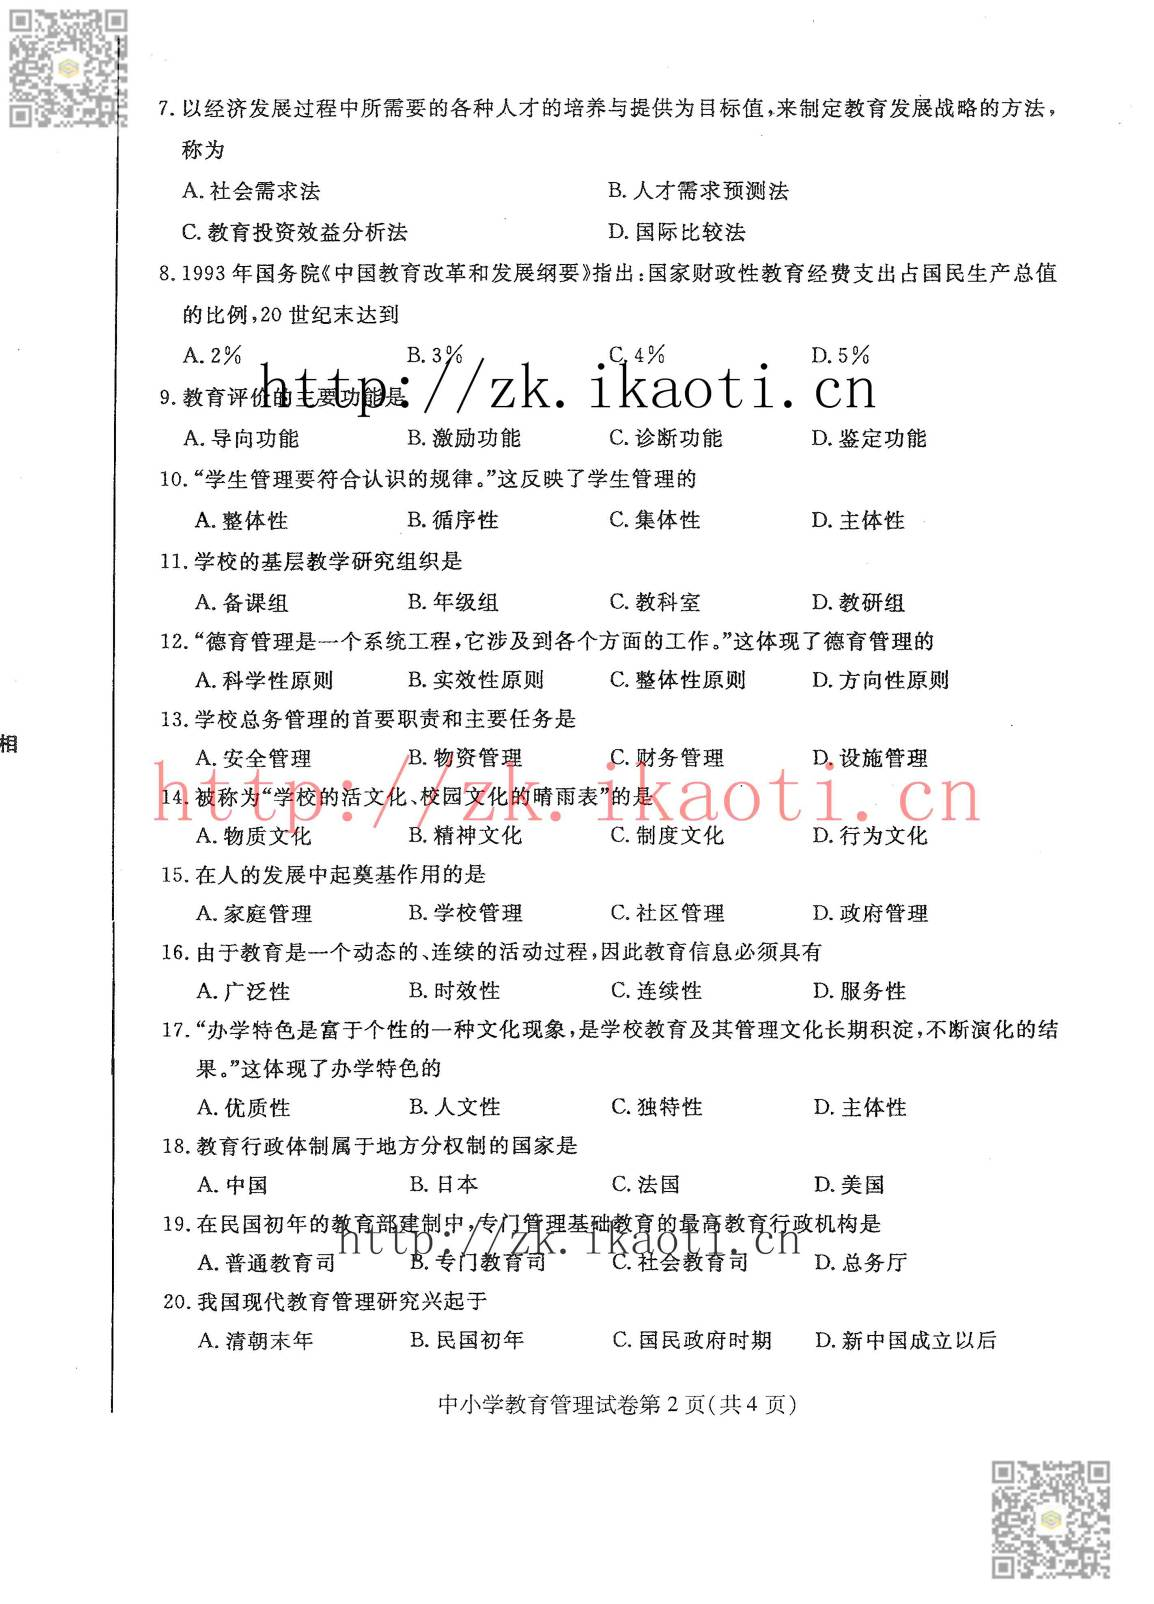 7. 以经济发展过程中所需要的各种人才的培养与提供为目标值,来制定教育发展战略的方法,
称为
A. 社会需求法 B. 人才需求预测法
C. 教育投资效益分析法 D. 国际比较法
8. 1993 年国务院《中国教育改革和发展纲要》指出:国家财政性教育经费支出占国民生产总值
的比例,20 世纪末达到
A. 2% B. 3% C. 4% D. 5%
http://zk.ikaoti.cn
9. 教育评价的主要功能是
A. 导向功能 B. 激励功能 C. 诊断功能 D. 鉴定功能
10. “学生管理要符合认识的规律。”这反映了学生管理的
A. 整体性 B. 循序性 C. 集体性 D. 主体性
11. 学校的基层教学研究组织是
A. 备课组 B. 年级组 C. 教科室 D. 教研组
12. “德育管理是一个系统工程,它涉及到各个方面的工作。”这体现了德育管理的
A. 科学性原则 B. 实效性原则 C. 整体性原则 D. 方向性原则
13. 学校总务管理的首要职责和主要任务是
相
A. 安全管理 B. 物资管理 C. 财务管理 D. 设施管理
http://zk.ikaoti.cn
14. 被称为“学校的活文化、校园文化的晴雨表”的是
A. 物质文化 B. 精神文化 C. 制度文化 D. 行为文化
15. 在人的发展中起奠基作用的是
A. 家庭管理 B. 学校管理 C. 社区管理 D. 政府管理
16. 由于教育是一个动态的、连续的活动过程,因此教育信息必须具有
A. 广泛性 B. 时效性 C. 连续性 D. 服务性
17. “办学特色是富于个性的一种文化现象,是学校教育及其管理文化长期积淀,不断演化的结
果。”这体现了办学特色的
A. 优质性 B. 人文性 C. 独特性 D. 主体性
18. 教育行政体制属于地方分权制的国家是
A. 中国 B. 日本 C. 法国 D. 美国
19. 在民国初年的教育部建制中,专门管理基础教育的最高教育行政机构是
http://zk.ikaoti.cn
A. 普通教育司 B. 专门教育司 C. 社会教育司 D. 总务厅
20. 我国现代教育管理研究兴起于
A. 清朝末年 B. 民国初年 C. 国民政府时期 D. 新中国成立以后
中小学教育管理试卷第 2 页(共 4 页)